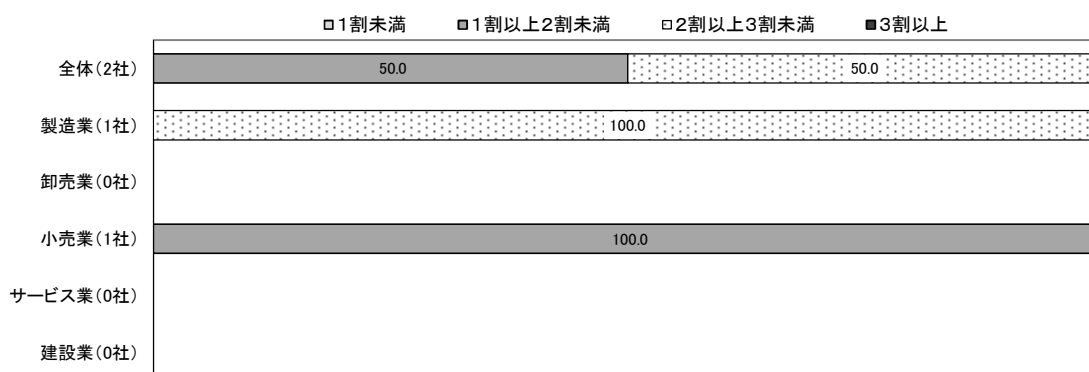 □1割未満 ■1割以上2割未満 □2割以上3割未満 ■3割以上
全体(2社) 50.0 50.0
製造業(1社) 100.0
卸売業(0社)
小売業(1社) 100.0
サービス業(0社)
建設業(0社)